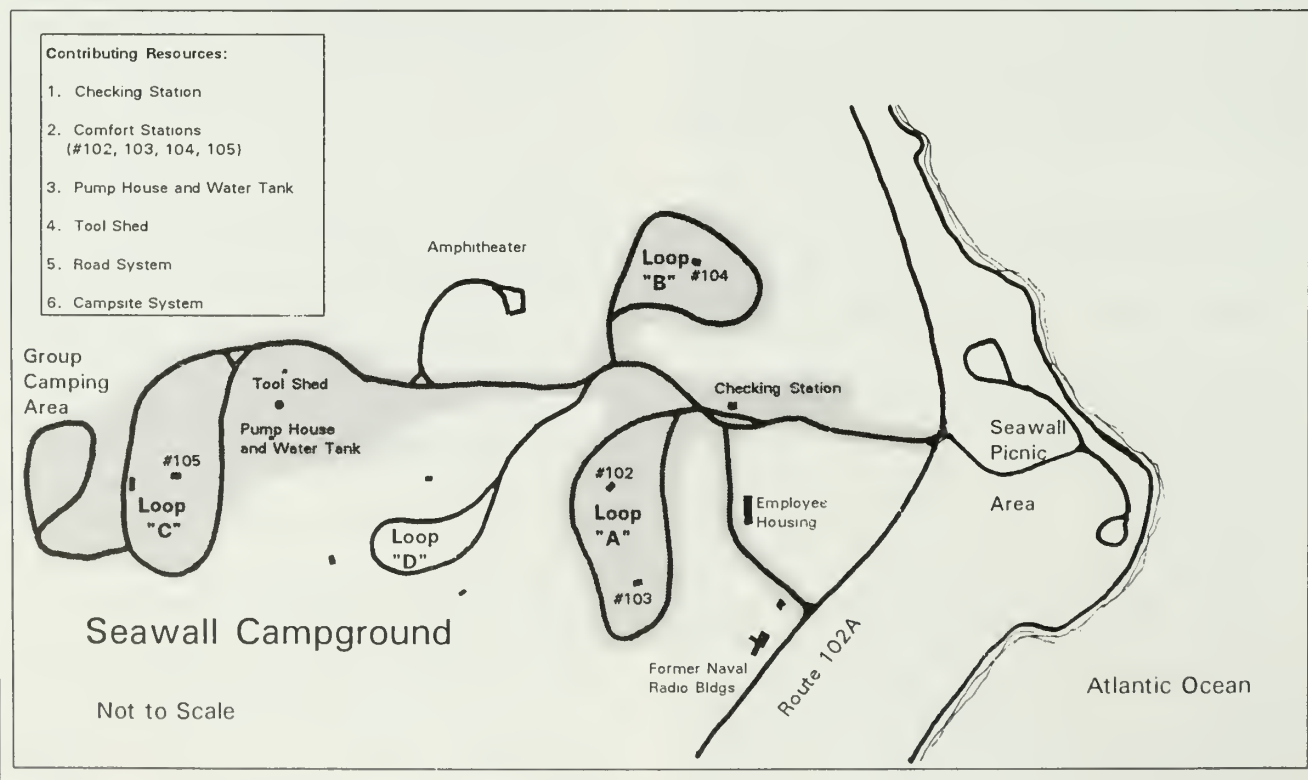 Contributing Resources:
1. Checking Station
2. Comfort Stations
(#102, 103, 104, 105)
3. Pump House and Water Tank
4. Tool Shed
5. Road System
6. Campsite System
Amphitheater
Loop
"B" #104
Group
Camping
Area
Tool Shed
Pump House
and Water Tank
Checking Station
#105
Loop
"C"
#102
Loop
"A"
#103
Loop
"D"
Employee
Housing
Seawall
Picnic
Area
Seawall Campground
Not to Scale
Former Naval
Radio Bldgs
Route 102A
Atlantic Ocean